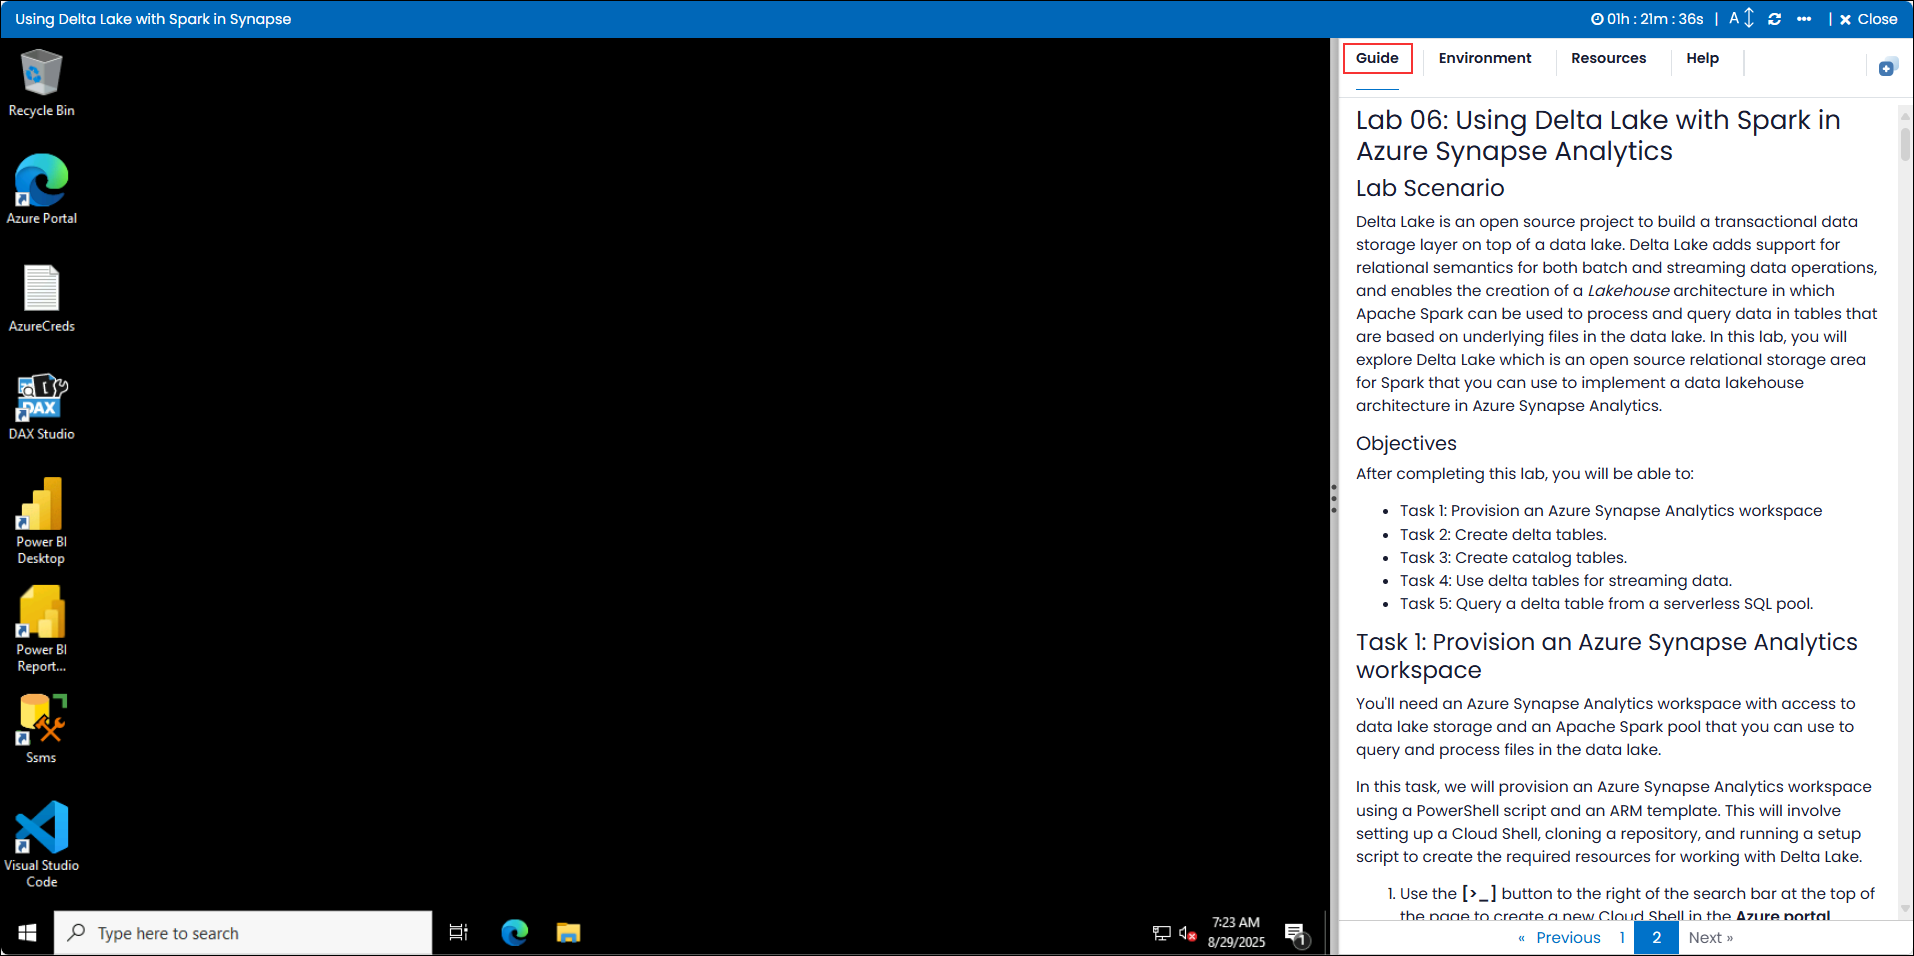 Using Delta Lake with Spark in Synapse
01h : 21m : 36s | A | Close
Recycle Bin
Azure Portal
AzureCreds
DAX
DAX Studio
Power BI
Desktop
Power BI
Report...
Ssms
Visual Studio
Code
Type here to search
7:23 AM
8/29/2025
1
Guide
Environment
Resources
Help
Lab 06: Using Delta Lake with Spark in
Azure Synapse Analytics
Lab Scenario
Delta Lake is an open source project to build a transactional data
storage layer on top of a data lake. Delta Lake adds support for
relational semantics for both batch and streaming data operations,
and enables the creation of a Lakehouse architecture in which
Apache Spark can be used to process and query data in tables that
are based on underlying files in the data lake. In this lab, you will
explore Delta Lake which is an open source relational storage area
for Spark that you can use to implement a data lakehouse
architecture in Azure Synapse Analytics.
Objectives
After completing this lab, you will be able to:
• Task 1: Provision an Azure Synapse Analytics workspace
• Task 2: Create delta tables.
• Task 3: Create catalog tables.
• Task 4: Use delta tables for streaming data.
• Task 5: Query a delta table from a serverless SQL pool.
Task 1: Provision an Azure Synapse Analytics
workspace
You'll need an Azure Synapse Analytics workspace with access to
data lake storage and an Apache Spark pool that you can use to
query and process files in the data lake.
In this task, we will provision an Azure Synapse Analytics workspace
using a PowerShell script and an ARM template. This will involve
setting up a Cloud Shell, cloning a repository, and running a setup
script to create the required resources for working with Delta Lake.
1. Use the [>_] button to the right of the search bar at the top of
the page to create a new Cloud Shell in the Azure portal
« Previous 1 2 Next »